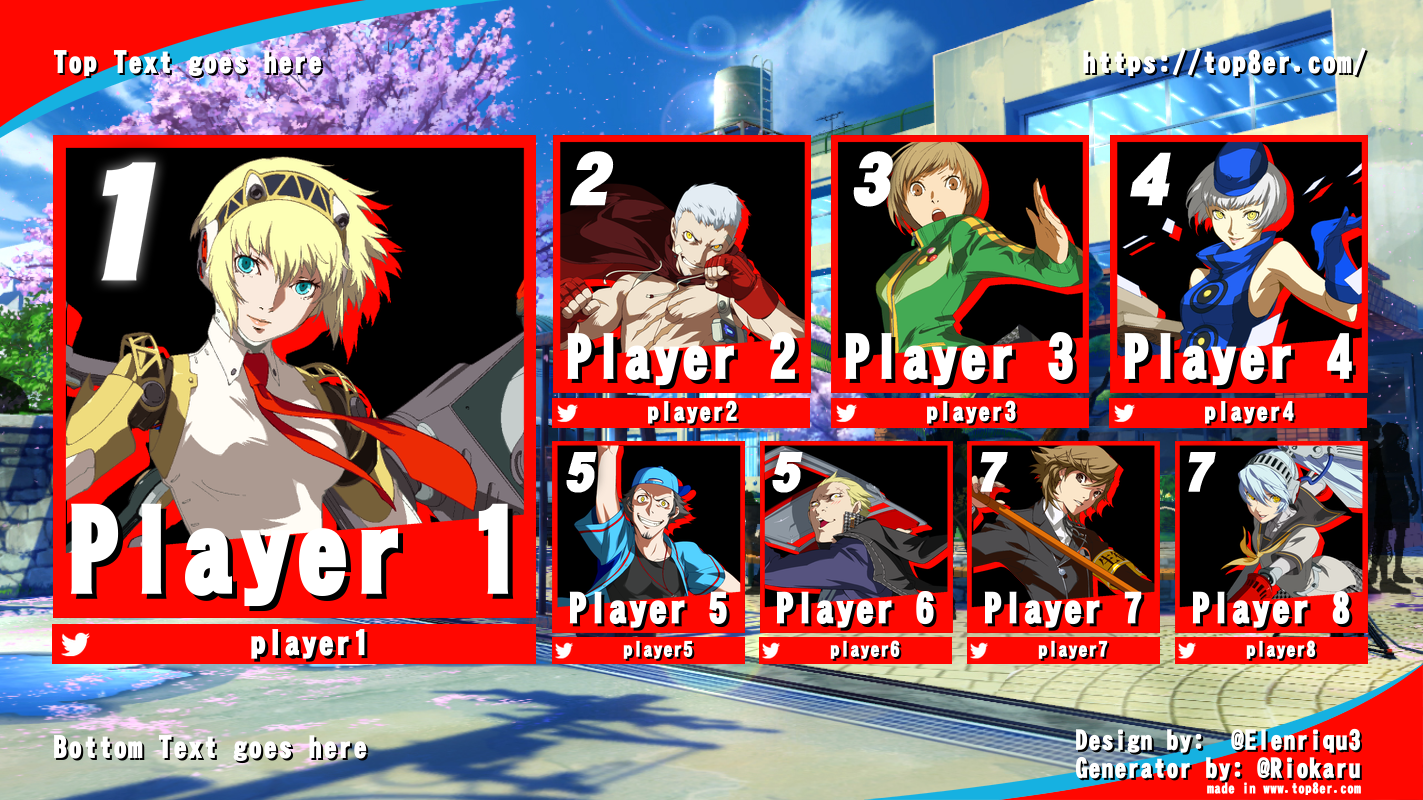 Top Text goes here
https://top8er.com/
1
Player 1
player1
2
Player 2
player2
3
Player 3
player3
4
Player 4
player4
5
Player 5
player5
5
Player 6
player6
7
Player 7
player7
7
Player 8
player8
Bottom Text goes here
Design by: @Elenriqu3
Generator by: @Riokaru
made in www.top8er.com